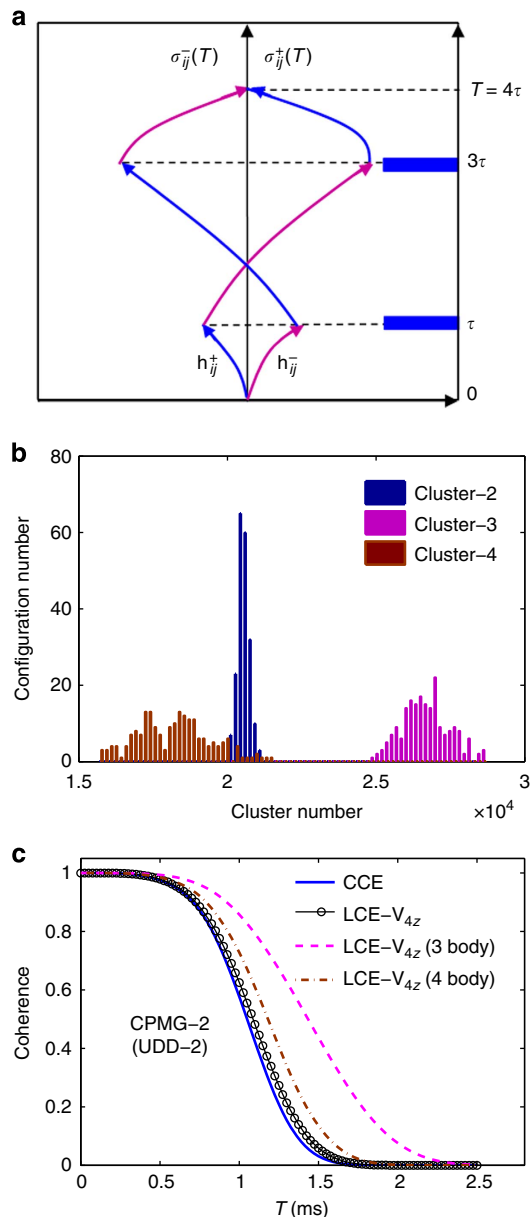 a
σ⁻ᵢⱼ(T) σ⁺ᵢⱼ(T)
T = 4τ
3τ
τ
h⁺ᵢⱼ h⁻ᵢⱼ
0
b
80
60
40
20
0
Configuration number
Cluster–2
Cluster–3
Cluster–4
1.5 2 2.5 3
Cluster number ×10⁴
c
1
0.8
0.6
0.4
0.2
0
Coherence
CCE
LCE–V₄z
LCE–V₄z (3 body)
LCE–V₄z (4 body)
CPMG–2
(UDD–2)
0 0.5 1 1.5 2 2.5
T (ms)